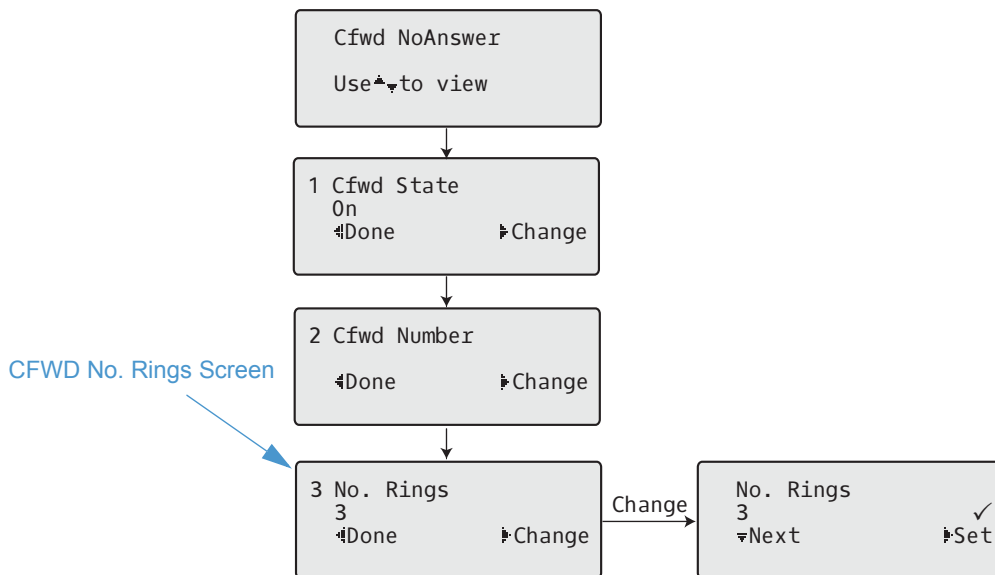 Cfwd NoAnswer
Use▲▼to view
1 Cfwd State
On
◀Done ▶Change
2 Cfwd Number
◀Done ▶Change
CFWD No. Rings Screen
3 No. Rings
3
◀Done ▶Change
Change
No. Rings
3 ✓
▼Next ▶Set